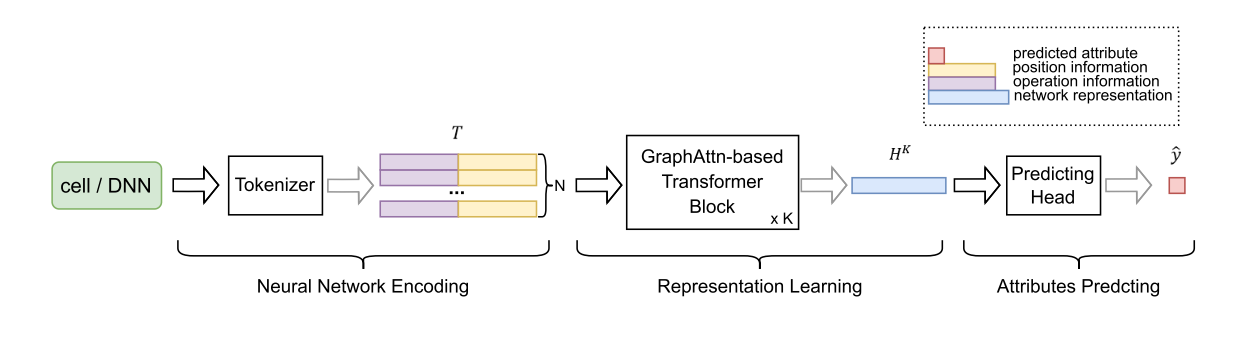 predicted attribute
position information
operation information
network representation
T
cell / DNN
Tokenizer
...
N
GraphAttn-based
Transformer
Block
x K
H^K
Predicting
Head
ŷ
Neural Network Encoding
Representation Learning
Attributes Predcting